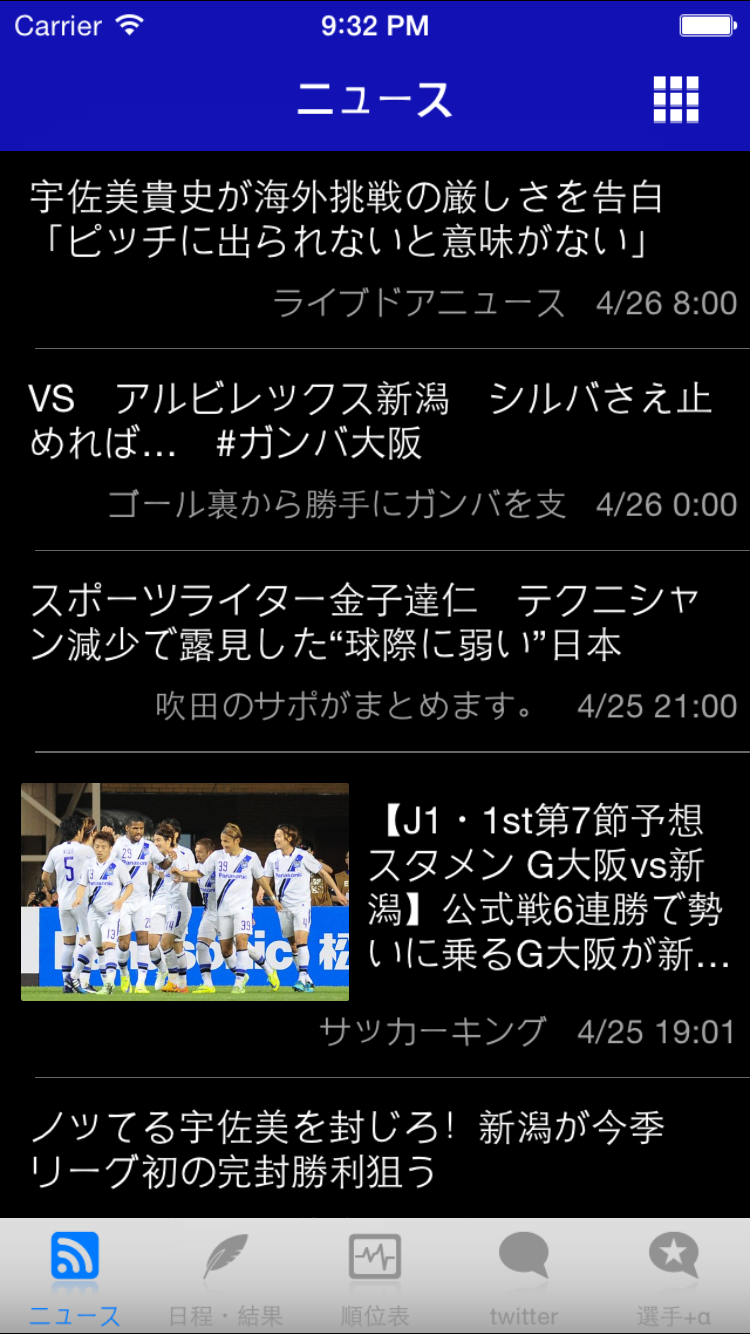 Carrier 9:32 PM
ニュース
宇佐美貴史が海外挑戦の厳しさを告白
「ピッチに出られないと意味がない」
ライブドアニュース 4/26 8:00
VS　アルビレックス新潟　シルバさえ止
めれば…　#ガンバ大阪
ゴール裏から勝手にガンバを支 4/26 0:00
スポーツライター金子達仁　テクニシャ
ン減少で露見した“球際に弱い”日本
吹田のサポがまとめます。 4/25 21:00
【J1・1st第7節予想
スタメン G大阪vs新
潟】公式戦6連勝で勢
いに乗るG大阪が新…
サッカーキング 4/25 19:01
ノッてる宇佐美を封じろ！新潟が今季
リーグ初の完封勝利狙う
ニュース 日程・結果 順位表 twitter 選手+α